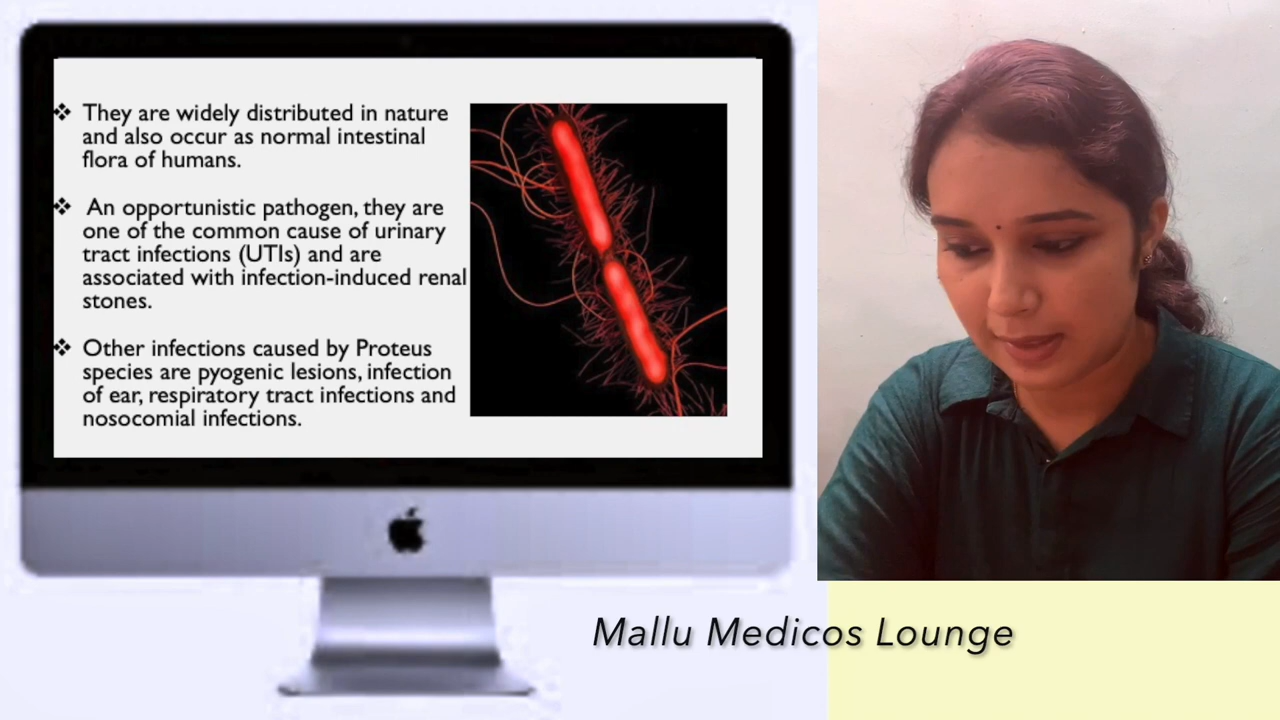 ❖ They are widely distributed in nature
and also occur as normal intestinal
flora of humans.
❖ An opportunistic pathogen, they are
one of the common cause of urinary
tract infections (UTIs) and are
associated with infection-induced renal
stones.
❖ Other infections caused by Proteus
species are pyogenic lesions, infection
of ear, respiratory tract infections and
nosocomial infections.
Mallu Medicos Lounge